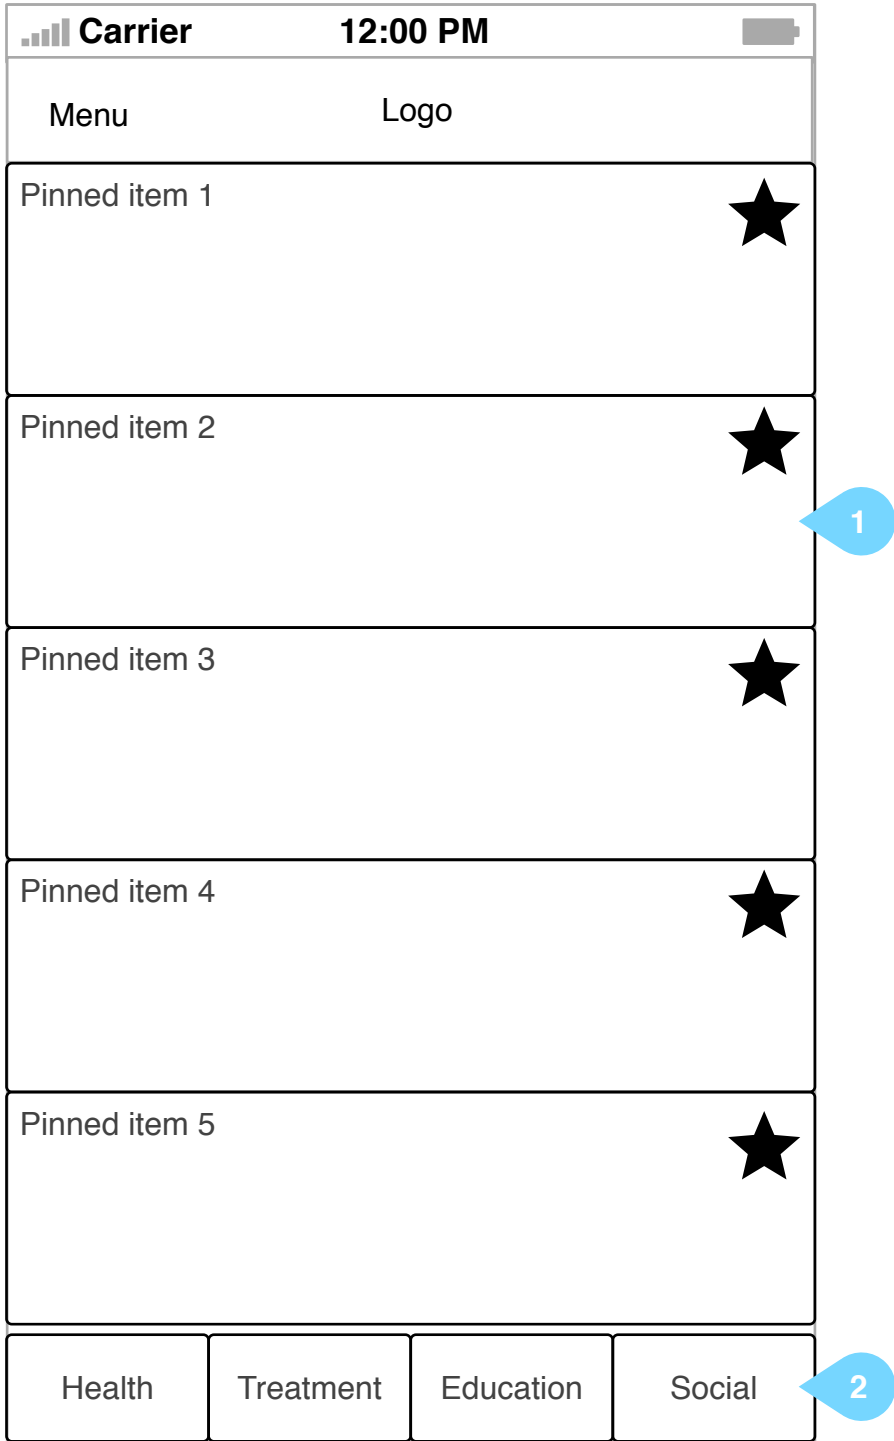 Carrier 12:00 PM
Menu Logo
Pinned item 1
Pinned item 2
1
Pinned item 3
Pinned item 4
Pinned item 5
Health Treatment Education Social 2